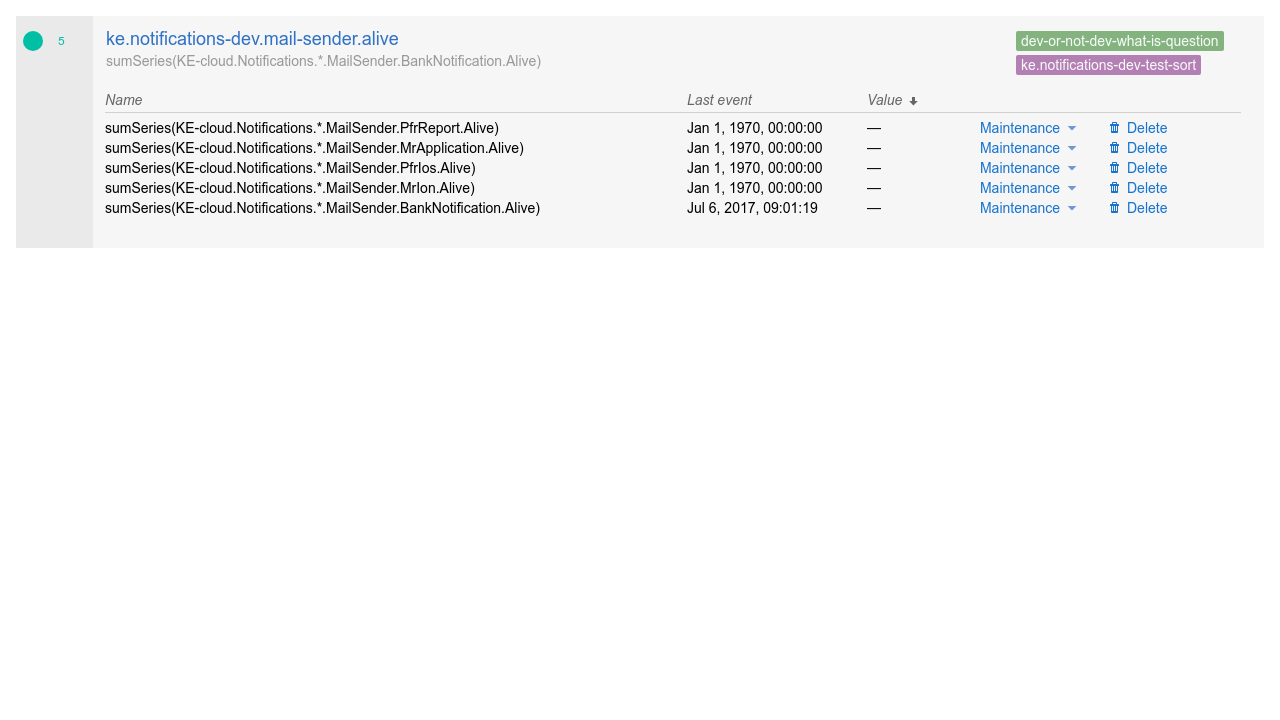 5 ke.notifications-dev.mail-sender.alive dev-or-not-dev-what-is-question
sumSeries(KE-cloud.Notifications.*.MailSender.BankNotification.Alive) ke.notifications-dev-test-sort
Name Last event Value
sumSeries(KE-cloud.Notifications.*.MailSender.PfrReport.Alive) Jan 1, 1970, 00:00:00 — Maintenance Delete
sumSeries(KE-cloud.Notifications.*.MailSender.MrApplication.Alive) Jan 1, 1970, 00:00:00 — Maintenance Delete
sumSeries(KE-cloud.Notifications.*.MailSender.PfrIos.Alive) Jan 1, 1970, 00:00:00 — Maintenance Delete
sumSeries(KE-cloud.Notifications.*.MailSender.MrIon.Alive) Jan 1, 1970, 00:00:00 — Maintenance Delete
sumSeries(KE-cloud.Notifications.*.MailSender.BankNotification.Alive) Jul 6, 2017, 09:01:19 — Maintenance Delete